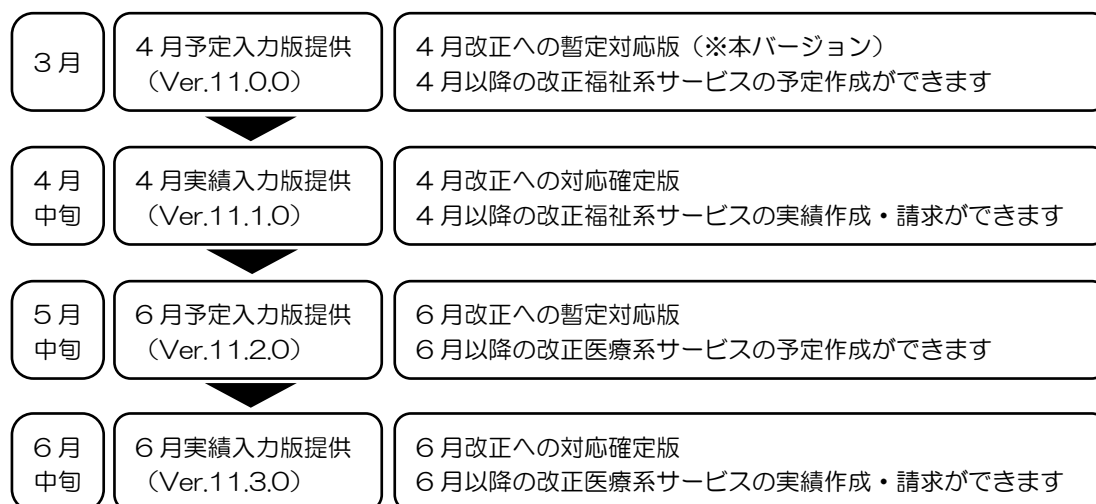 3月
4月予定入力版提供
（Ver.11.0.0）
4月改正への暫定対応版（※本バージョン）
4月以降の改正福祉系サービスの予定作成ができます
4月
中旬
4月実績入力版提供
（Ver.11.1.0）
4月改正への対応確定版
4月以降の改正福祉系サービスの実績作成・請求ができます
5月
中旬
6月予定入力版提供
（Ver.11.2.0）
6月改正への暫定対応版
6月以降の改正医療系サービスの予定作成ができます
6月
中旬
6月実績入力版提供
（Ver.11.3.0）
6月改正への対応確定版
6月以降の改正医療系サービスの実績作成・請求ができます